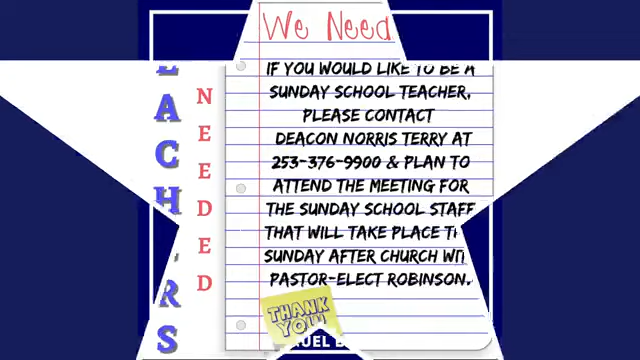 We Need
IF YOU WOULD LIKE TO BE A
SUNDAY SCHOOL TEACHER,
PLEASE CONTACT
DEACON NORRIS TERRY AT
253-376-9900 & PLAN TO
ATTEND THE MEETING FOR
THE SUNDAY SCHOOL STAFF
THAT WILL TAKE PLACE
SUNDAY AFTER CHURCH
PASTOR-ELECT ROBINSON.
NEEDED
THANK
YOU